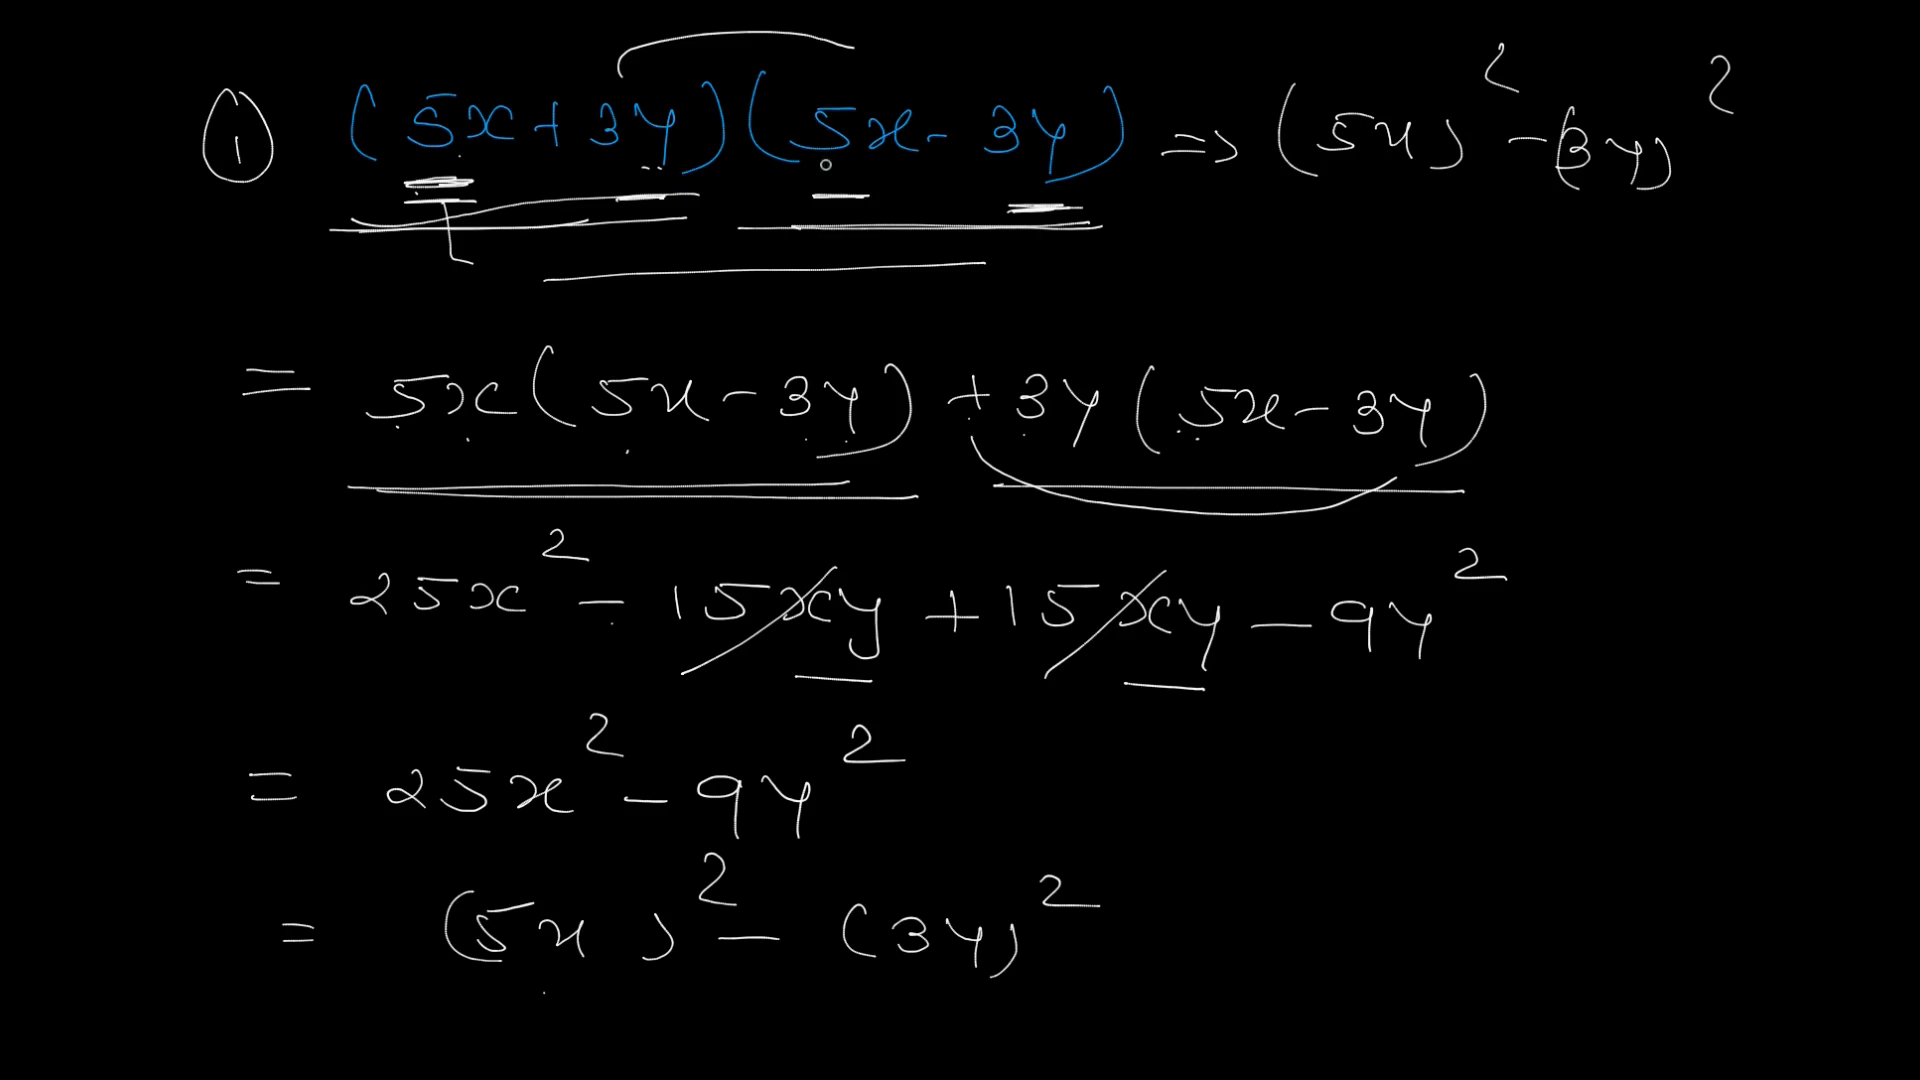 ① (5x+3y)(5x-3y) => (5x)² -(3y)²
= 5x(5x-3y) +3y(5x-3y)
= 25x² - 15xy + 15xy - 9y²
= 25x² - 9y²
= (5x)² - (3y)²